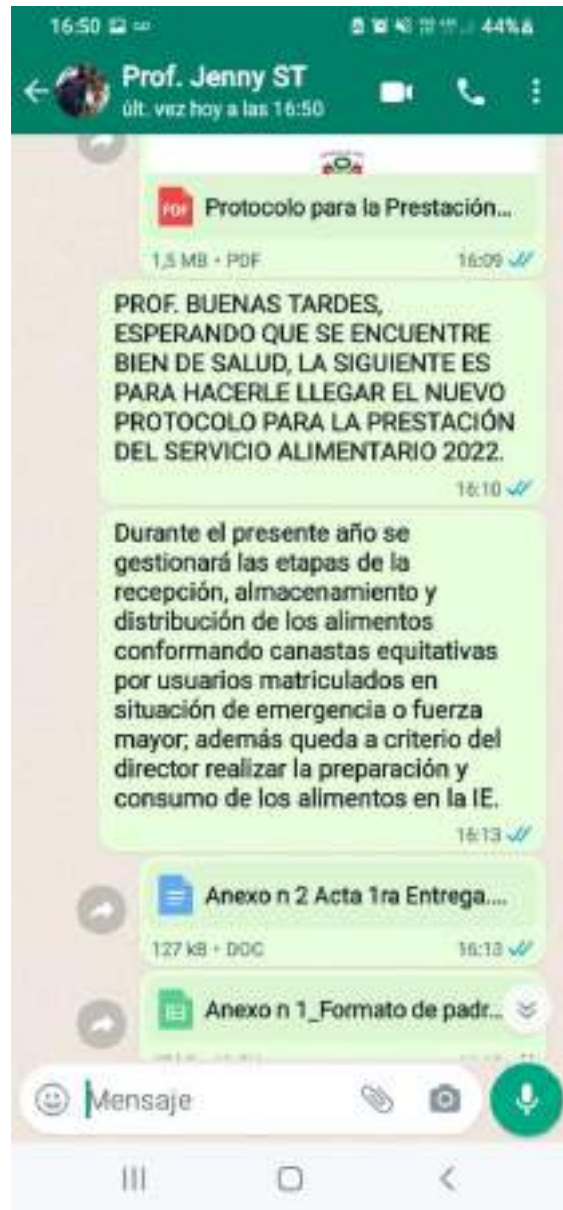 16:50
44%
Prof. Jenny ST
últ. vez hoy a las 16:50
PDF
Protocolo para la Prestación...
1,5 MB • PDF
16:09
PROF. BUENAS TARDES,
ESPERANDO QUE SE ENCUENTRE
BIEN DE SALUD, LA SIGUIENTE ES
PARA HACERLE LLEGAR EL NUEVO
PROTOCOLO PARA LA PRESTACIÓN
DEL SERVICIO ALIMENTARIO 2022.
16:10
Durante el presente año se
gestionará las etapas de la
recepción, almacenamiento y
distribución de los alimentos
conformando canastas equitativas
por usuarios matriculados en
situación de emergencia o fuerza
mayor; además queda a criterio del
director realizar la preparación y
consumo de los alimentos en la IE.
16:13
Anexo n 2 Acta 1ra Entrega....
127 kB • DOC
16:13
Anexo n 1_Formato de padr...
Mensaje